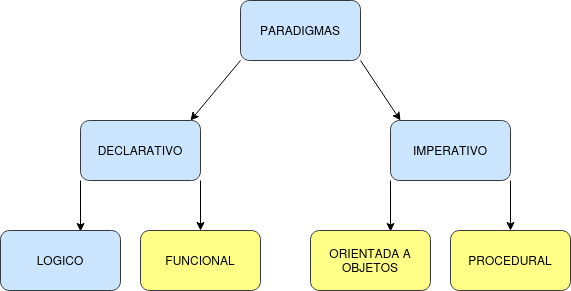 PARADIGMAS
DECLARATIVO
IMPERATIVO
LOGICO
FUNCIONAL
ORIENTADA A
OBJETOS
PROCEDURAL